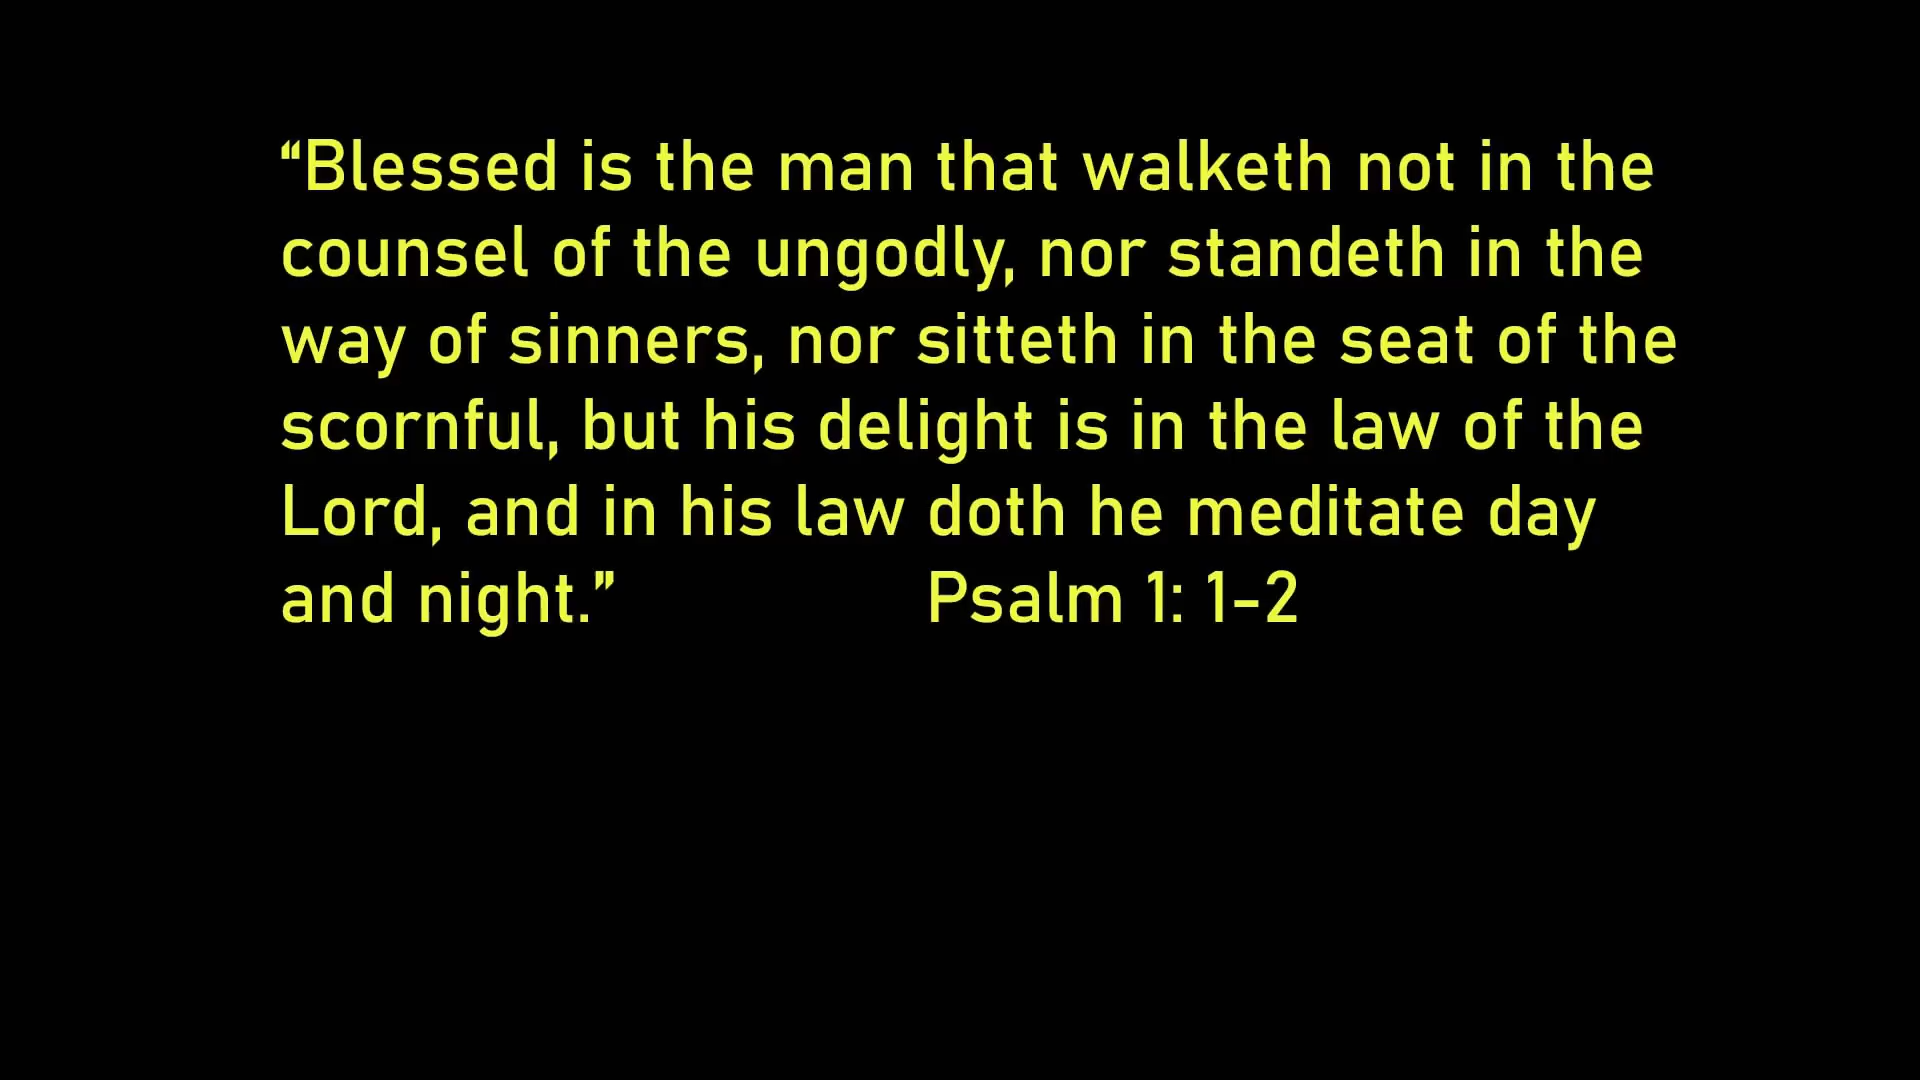 “Blessed is the man that walketh not in the
counsel of the ungodly, nor standeth in the
way of sinners, nor sitteth in the seat of the
scornful, but his delight is in the law of the
Lord, and in his law doth he meditate day
and night.” Psalm 1: 1-2